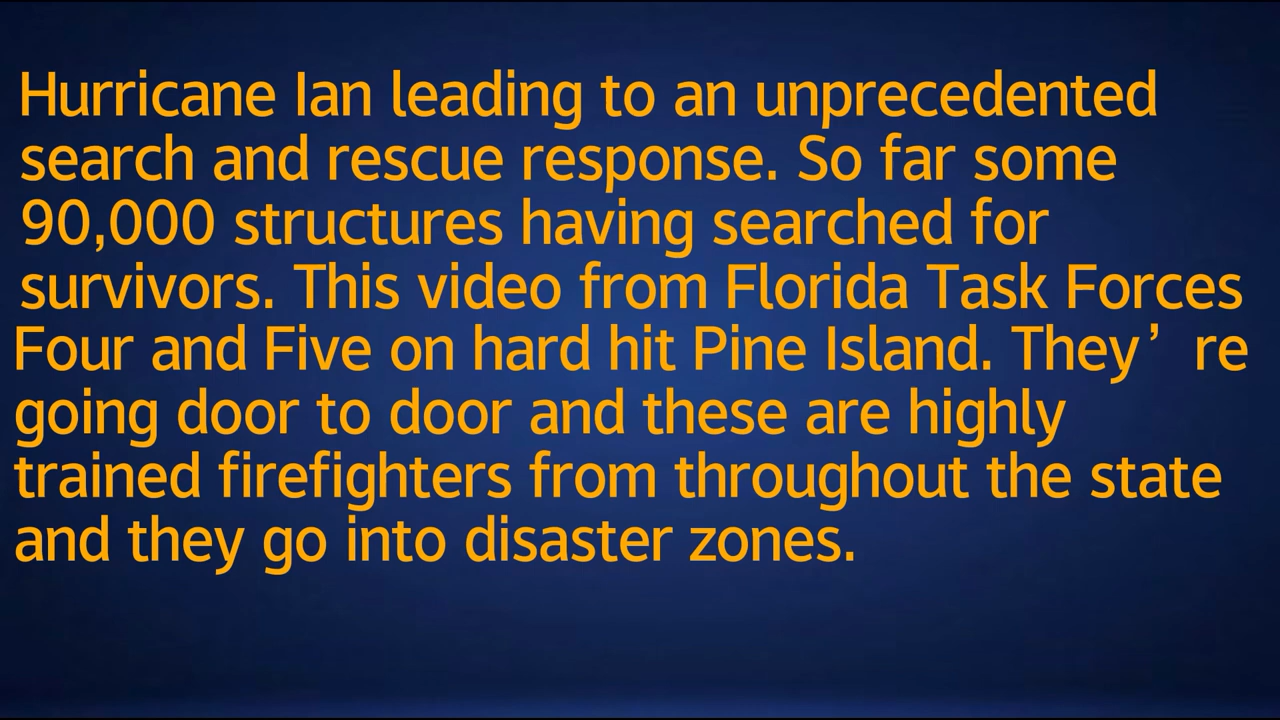 Hurricane Ian leading to an unprecedented
search and rescue response. So far some
90,000 structures having searched for
survivors. This video from Florida Task Forces
Four and Five on hard hit Pine Island. They’ re
going door to door and these are highly
trained firefighters from throughout the state
and they go into disaster zones.